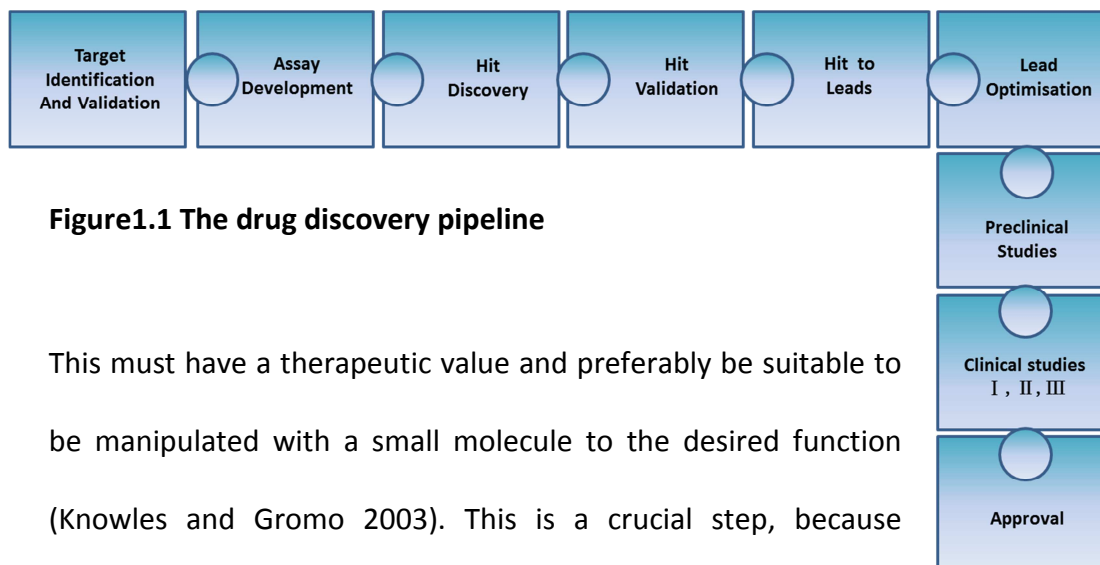 Target
Identification
And Validation
Assay
Development
Hit
Discovery
Hit
Validation
Hit to
Leads
Lead
Optimisation
Preclinical
Studies
Clinical studies
Ⅰ , Ⅱ , Ⅲ
Approval
Figure1.1 The drug discovery pipeline
This must have a therapeutic value and preferably be suitable to
be manipulated with a small molecule to the desired function
(Knowles and Gromo 2003). This is a crucial step, because